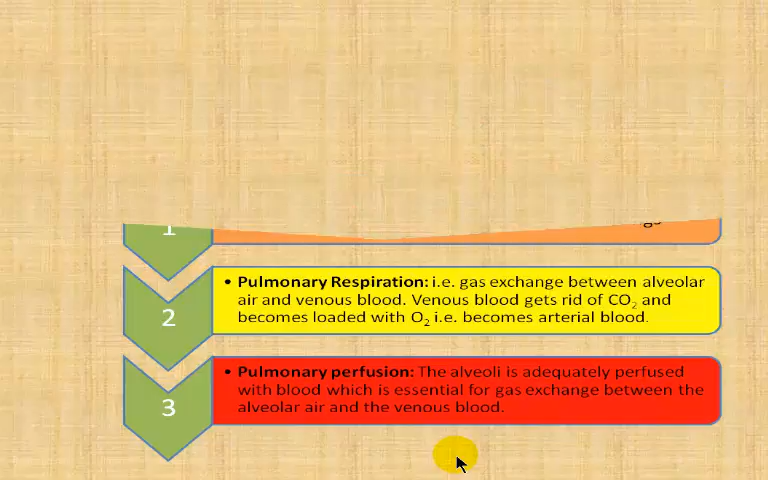 1
2
• Pulmonary Respiration: i.e. gas exchange between alveolar
air and venous blood. Venous blood gets rid of CO₂ and
becomes loaded with O₂ i.e. becomes arterial blood.
3
• Pulmonary perfusion: The alveoli is adequately perfused
with blood which is essential for gas exchange between the
alveolar air and the venous blood.